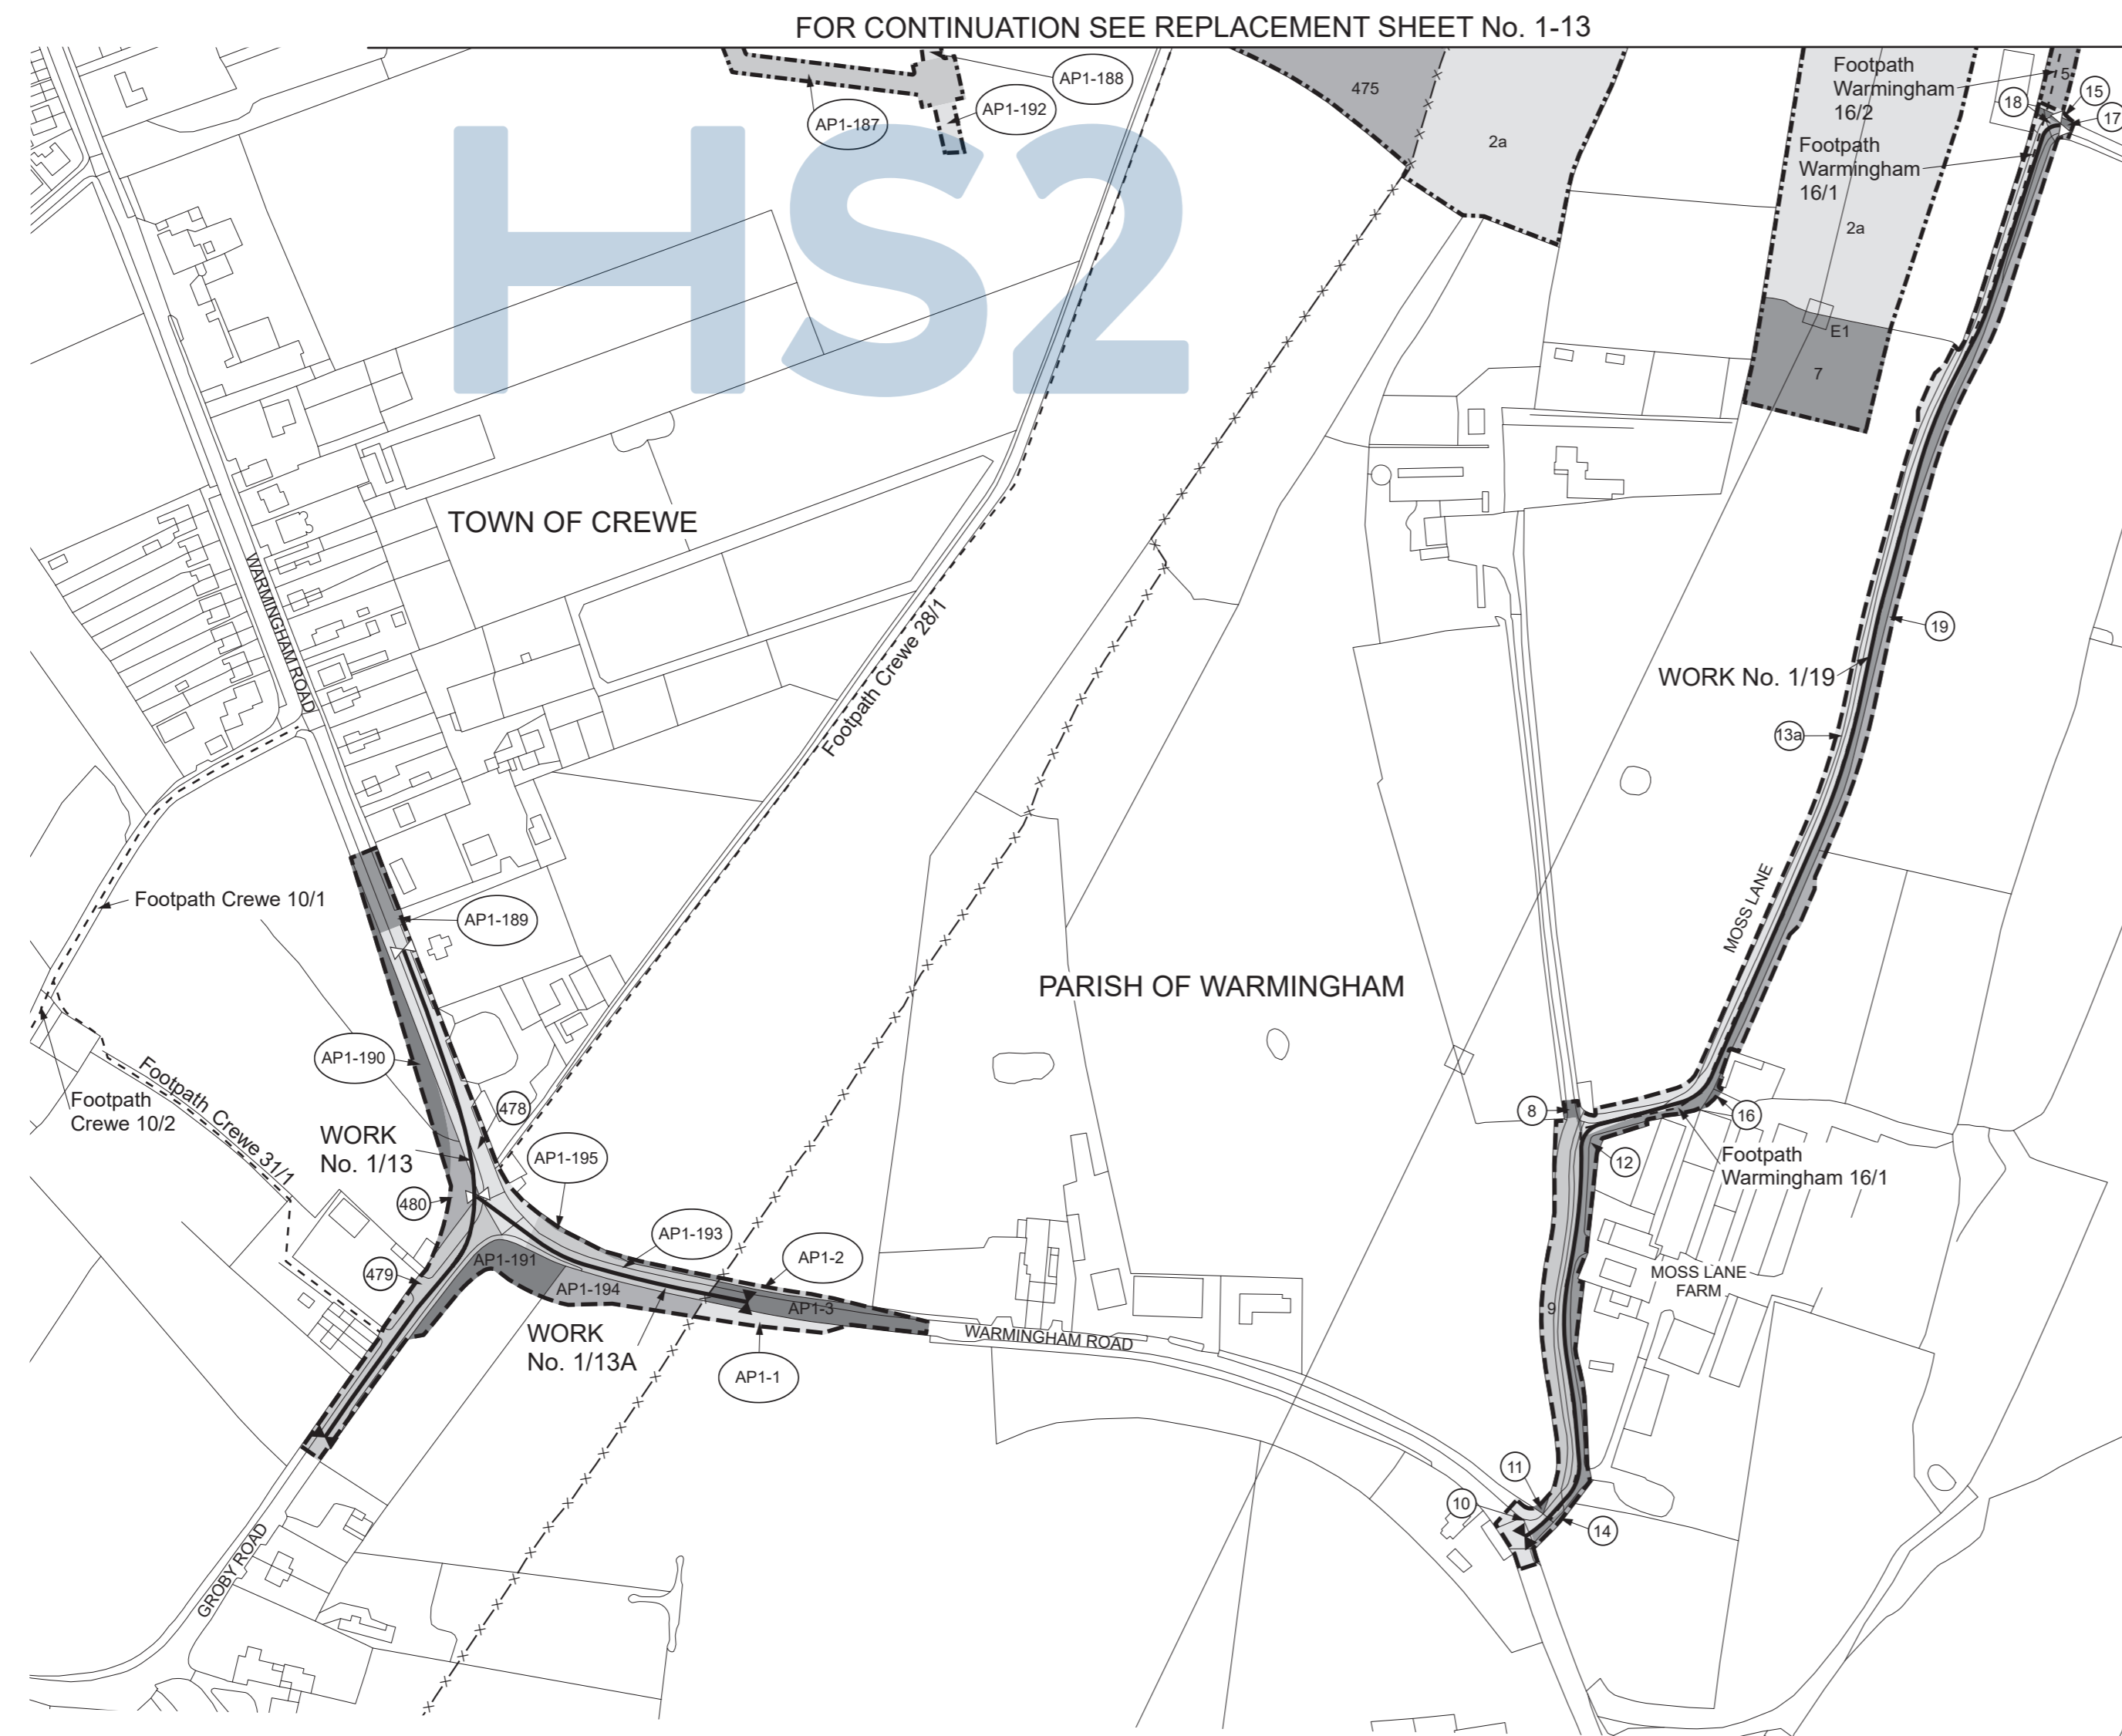 FOR CONTINUATION SEE REPLACEMENT SHEET No. 1-13
AP1-188
AP1-192
AP1-187
475
2a
Footpath
Warmingham
16/2
5
18
15
17
Footpath
Warmingham
16/1
2a
HS2
E1
7
TOWN OF CREWE
WARMINGHAM ROAD
Footpath Crewe 28/1
19
WORK No. 1/19
13a
MOSS LANE
Footpath Crewe 10/1
AP1-189
PARISH OF WARMINGHAM
AP1-190
Footpath Crewe 31/1
Footpath
Crewe 10/2
478
8
16
WORK
No. 1/13
AP1-195
12
Footpath
Warmingham 16/1
480
AP1-193
AP1-2
479
AP1-191
AP1-194
AP1-3
MOSS LANE
FARM
9
WORK
No. 1/13A
WARMINGHAM ROAD
AP1-1
11
10
14
GROBY ROAD